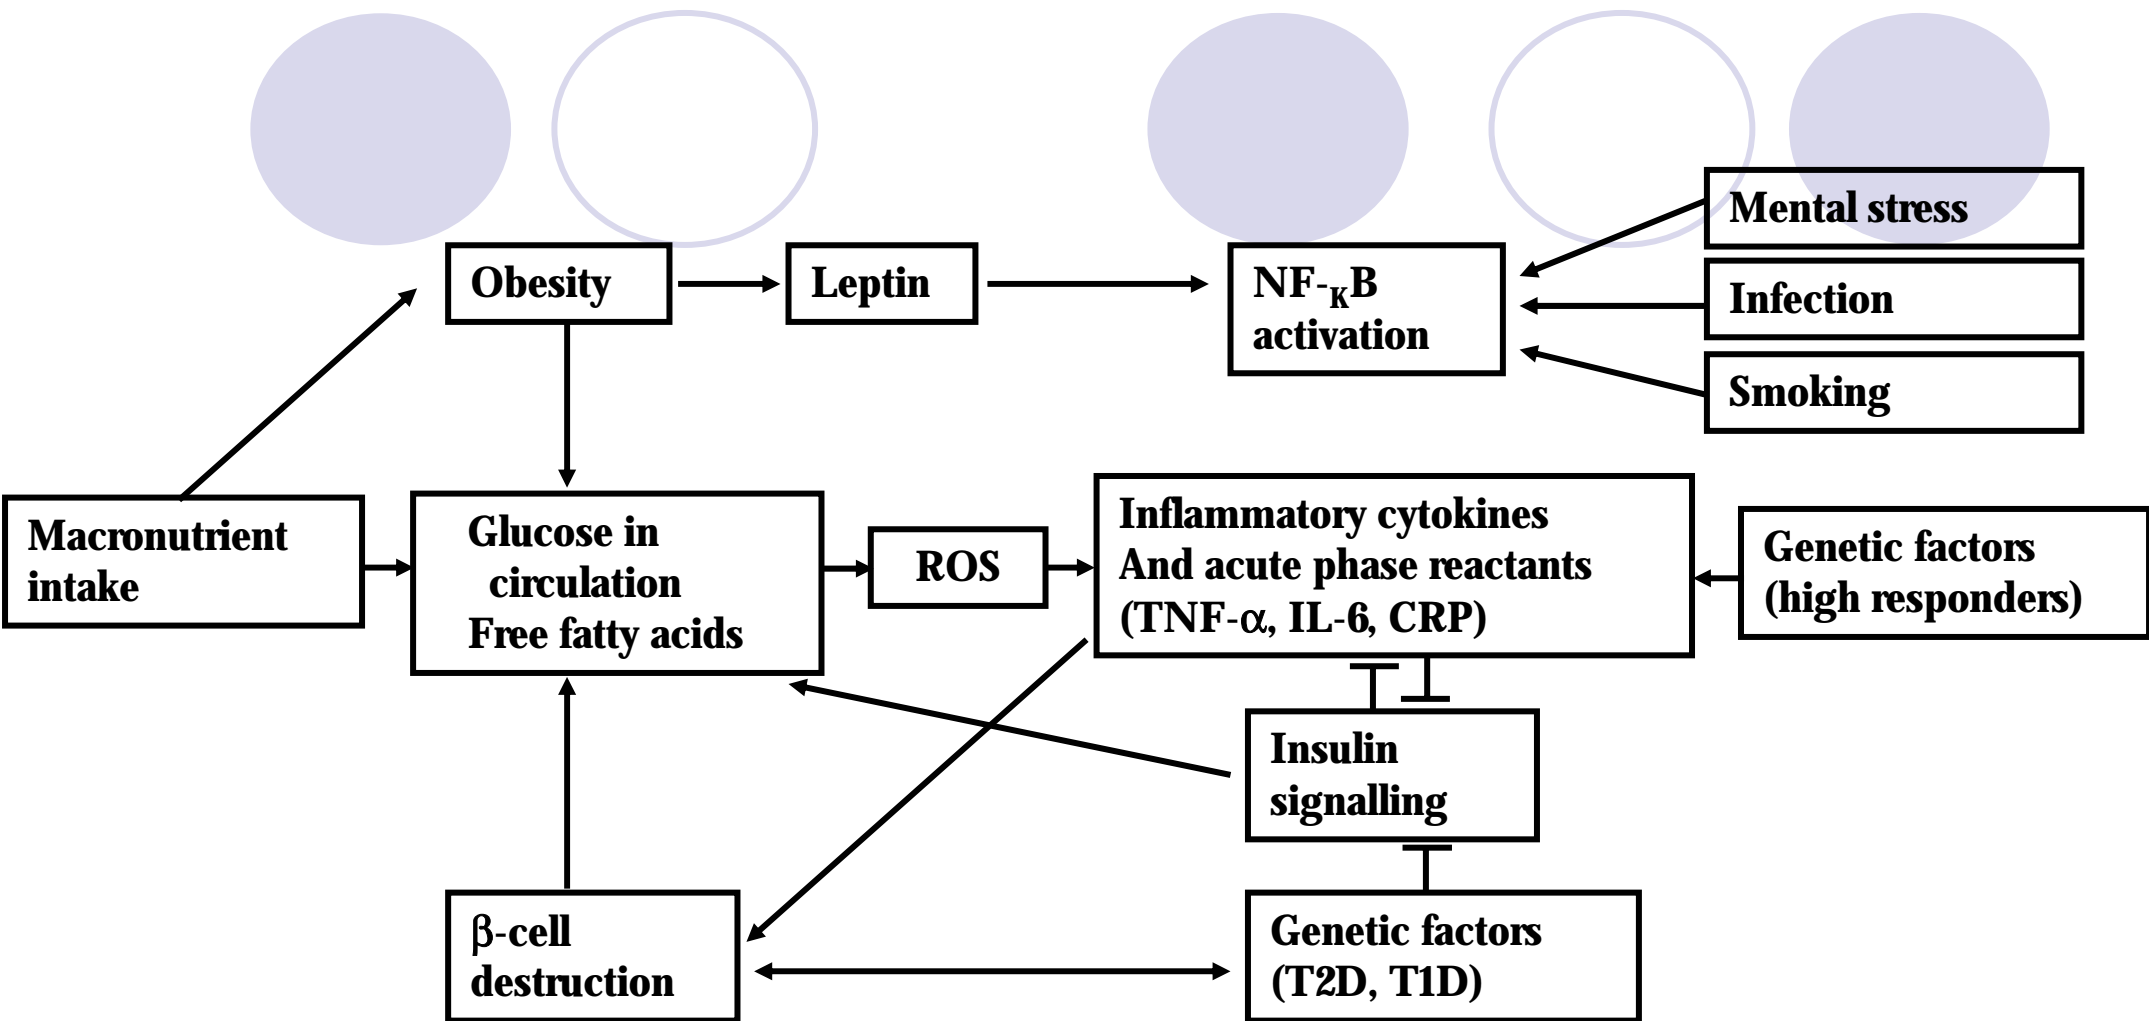 Mental stress
Obesity
Leptin
NF-κB
activation
Infection
Smoking
Macronutrient
intake
Glucose in
circulation
Free fatty acids
ROS
Inflammatory cytokines
And acute phase reactants
(TNF-α, IL-6, CRP)
Genetic factors
(high responders)
Insulin
signalling
β-cell
destruction
Genetic factors
(T2D, T1D)